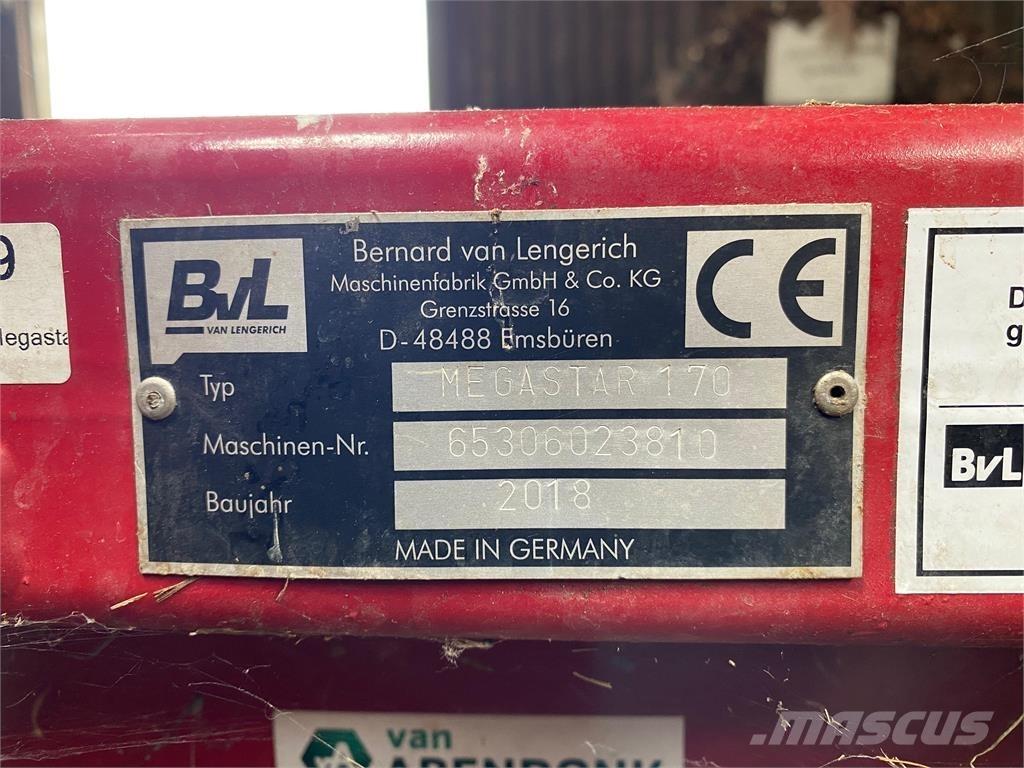 BvL
VAN LENGERICH
Bernard van Lengerich
Maschinenfabrik GmbH & Co. KG
Grenzstrasse 16
D-48488 Emsbüren
CE
Typ MEGASTAR 170
Maschinen-Nr. 65306023810
Baujahr 2018
MADE IN GERMANY
9
D
g
BvL
van
mascus